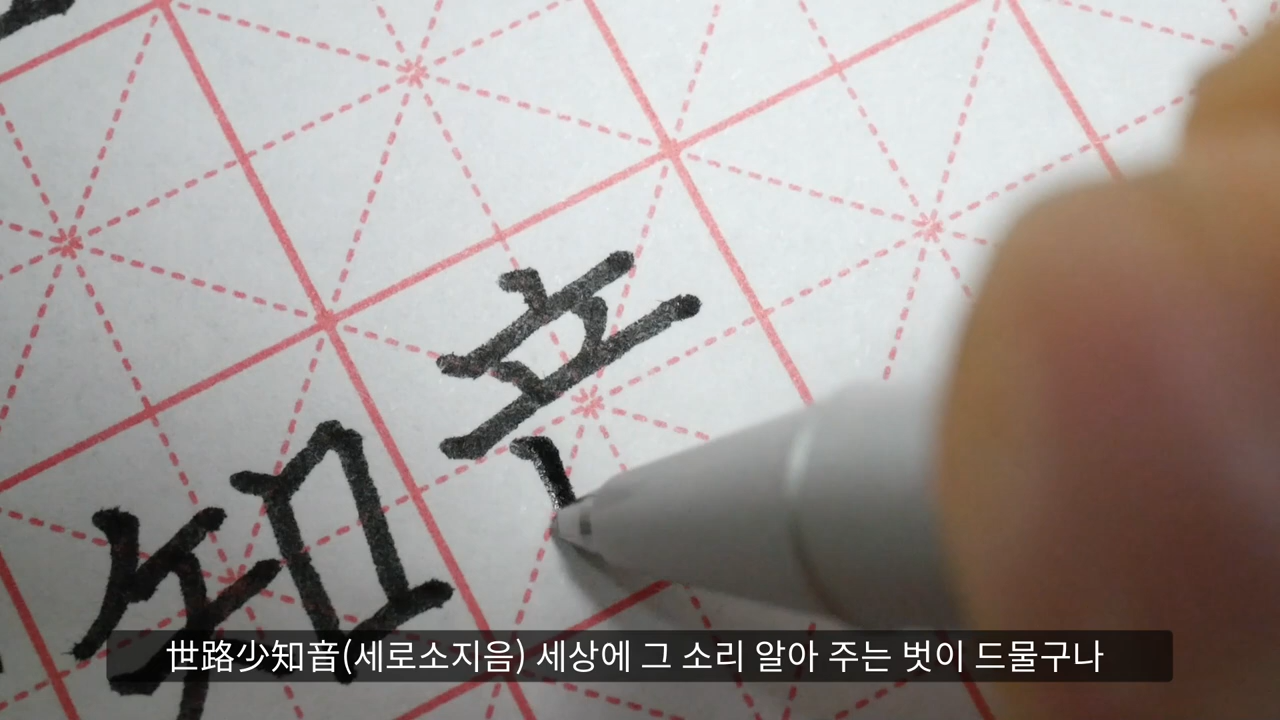 知
世路少知音(세로소지음) 세상에 그 소리 알아 주는 벗이 드물구나